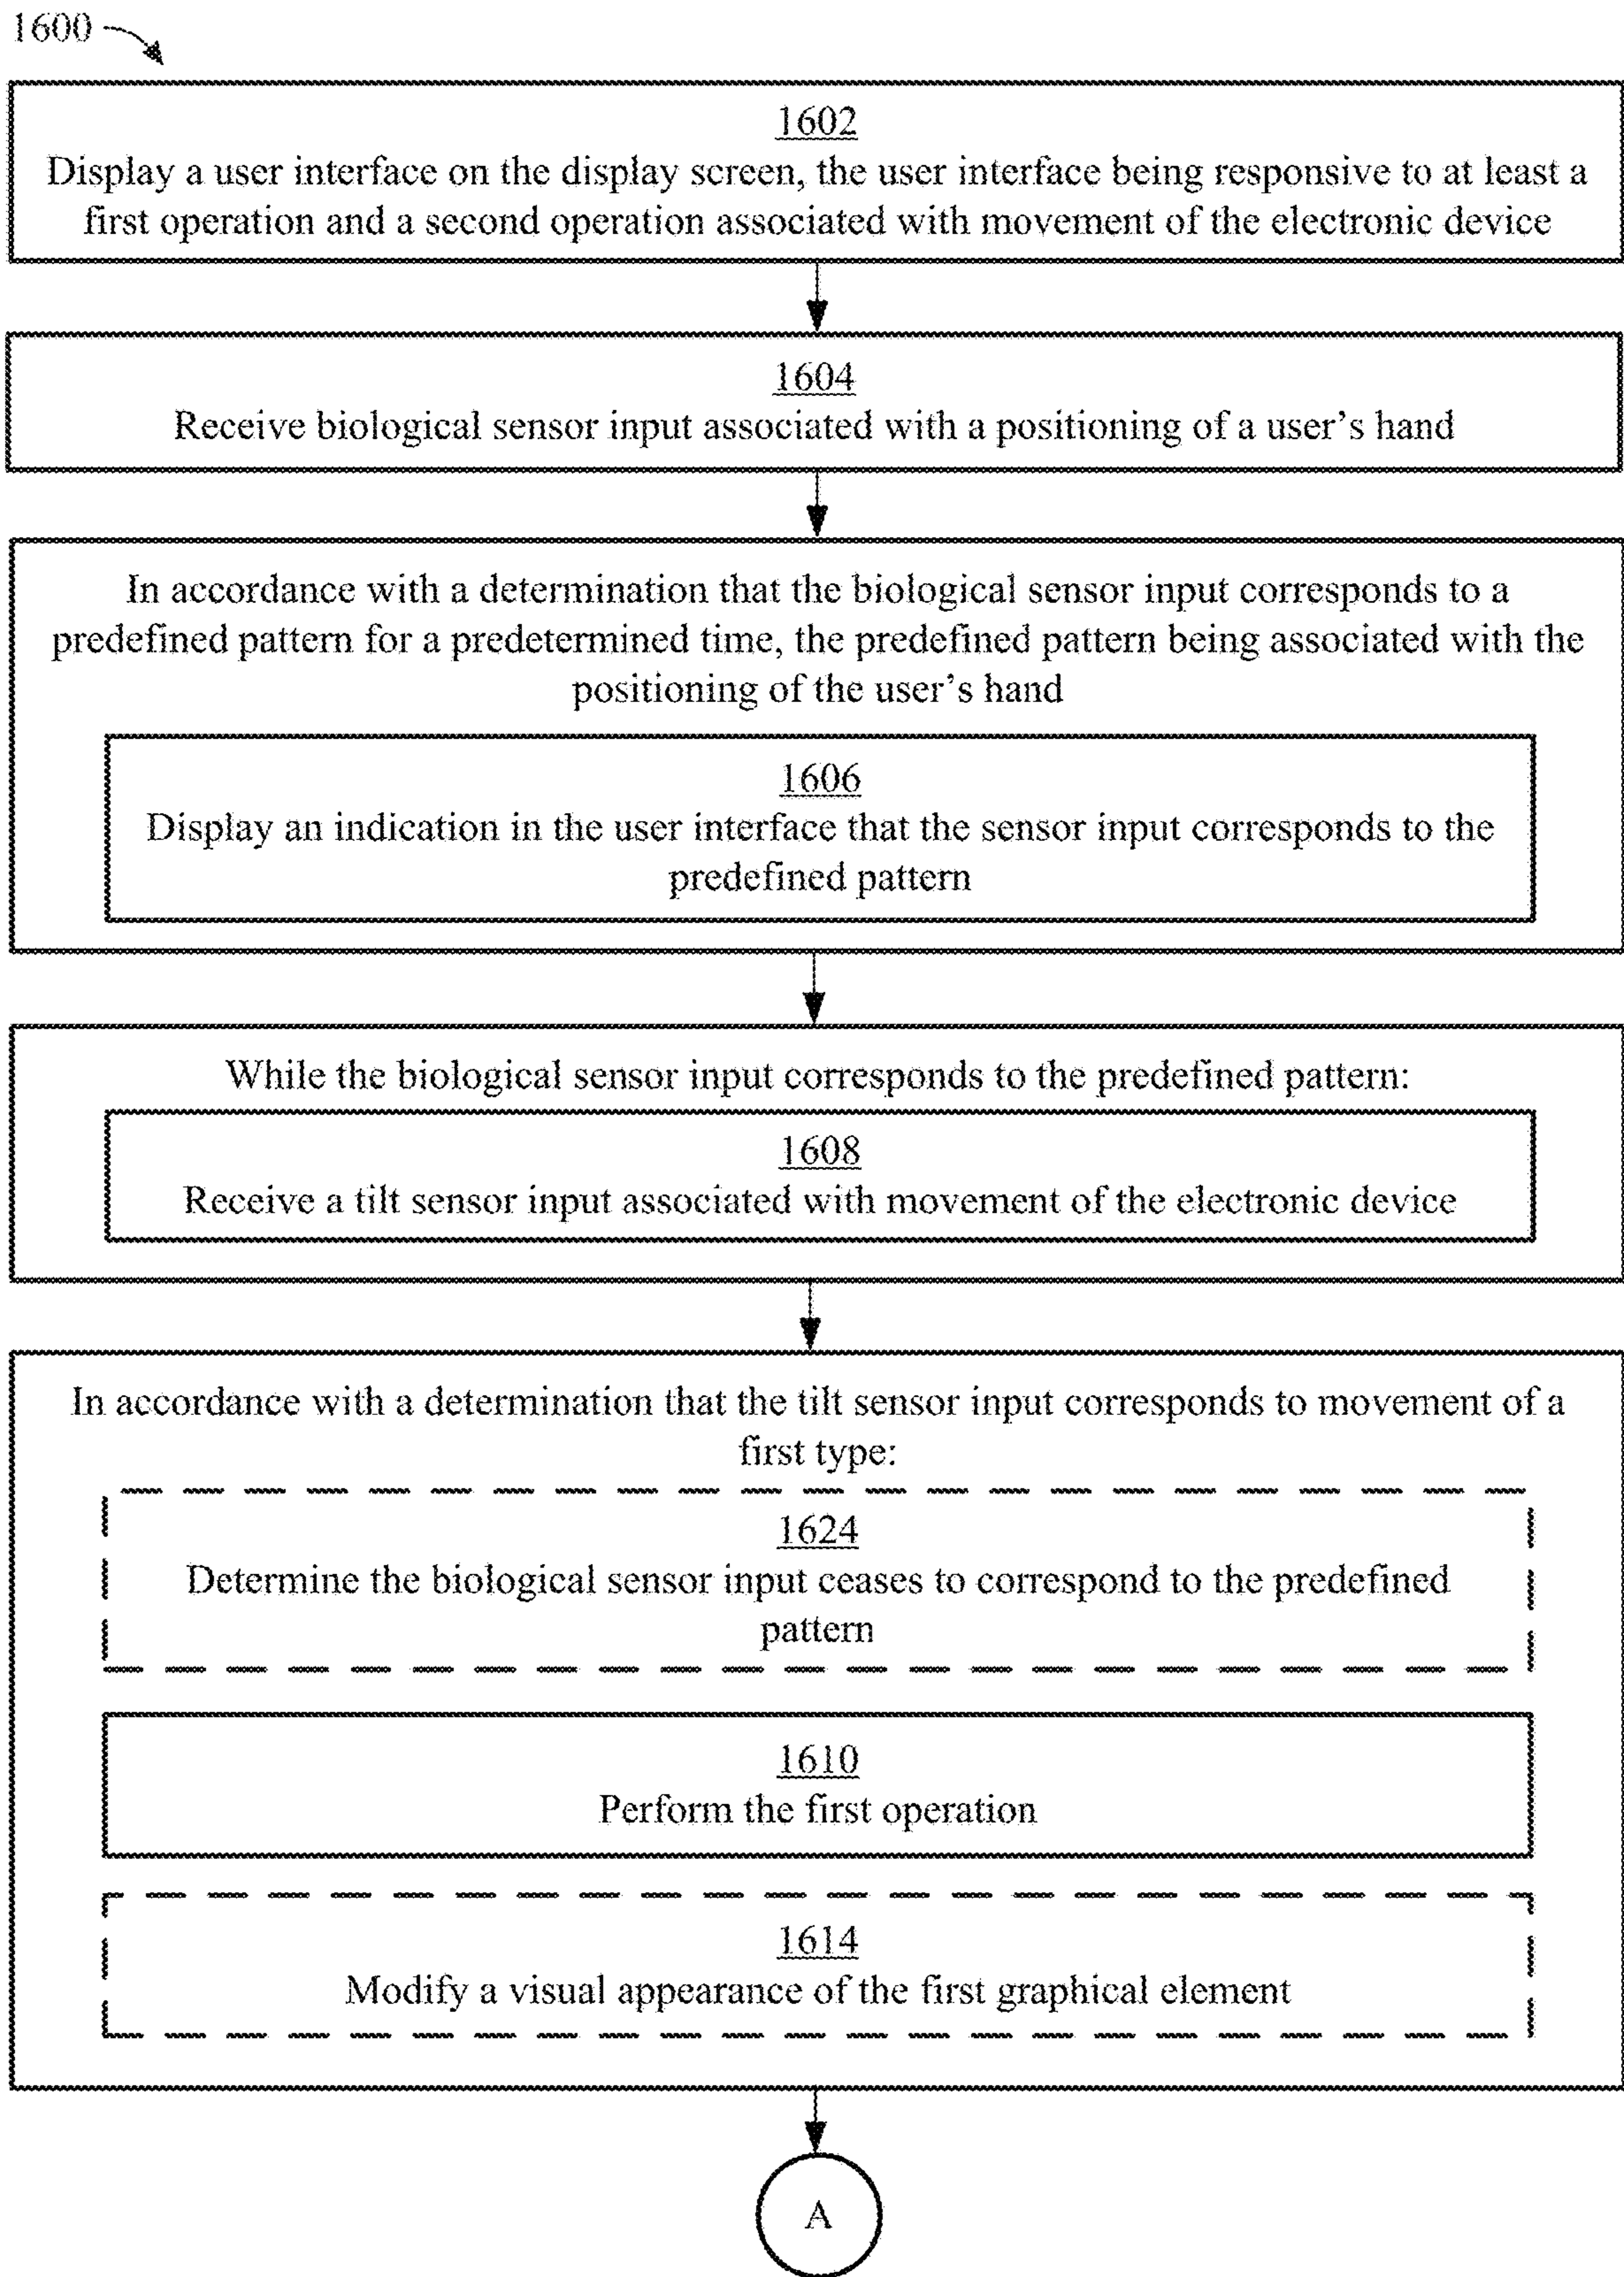 1600
1602
Display a user interface on the display screen, the user interface being responsive to at least a
first operation and a second operation associated with movement of the electronic device
1604
Receive biological sensor input associated with a positioning of a user's hand
In accordance with a determination that the biological sensor input corresponds to a
predefined pattern for a predetermined time, the predefined pattern being associated with the
positioning of the user's hand
1606
Display an indication in the user interface that the sensor input corresponds to the
predefined pattern
While the biological sensor input corresponds to the predefined pattern:
1608
Receive a tilt sensor input associated with movement of the electronic device
In accordance with a determination that the tilt sensor input corresponds to movement of a
first type:
1624
Determine the biological sensor input ceases to correspond to the predefined
pattern
1610
Perform the first operation
1614
Modify a visual appearance of the first graphical element
A